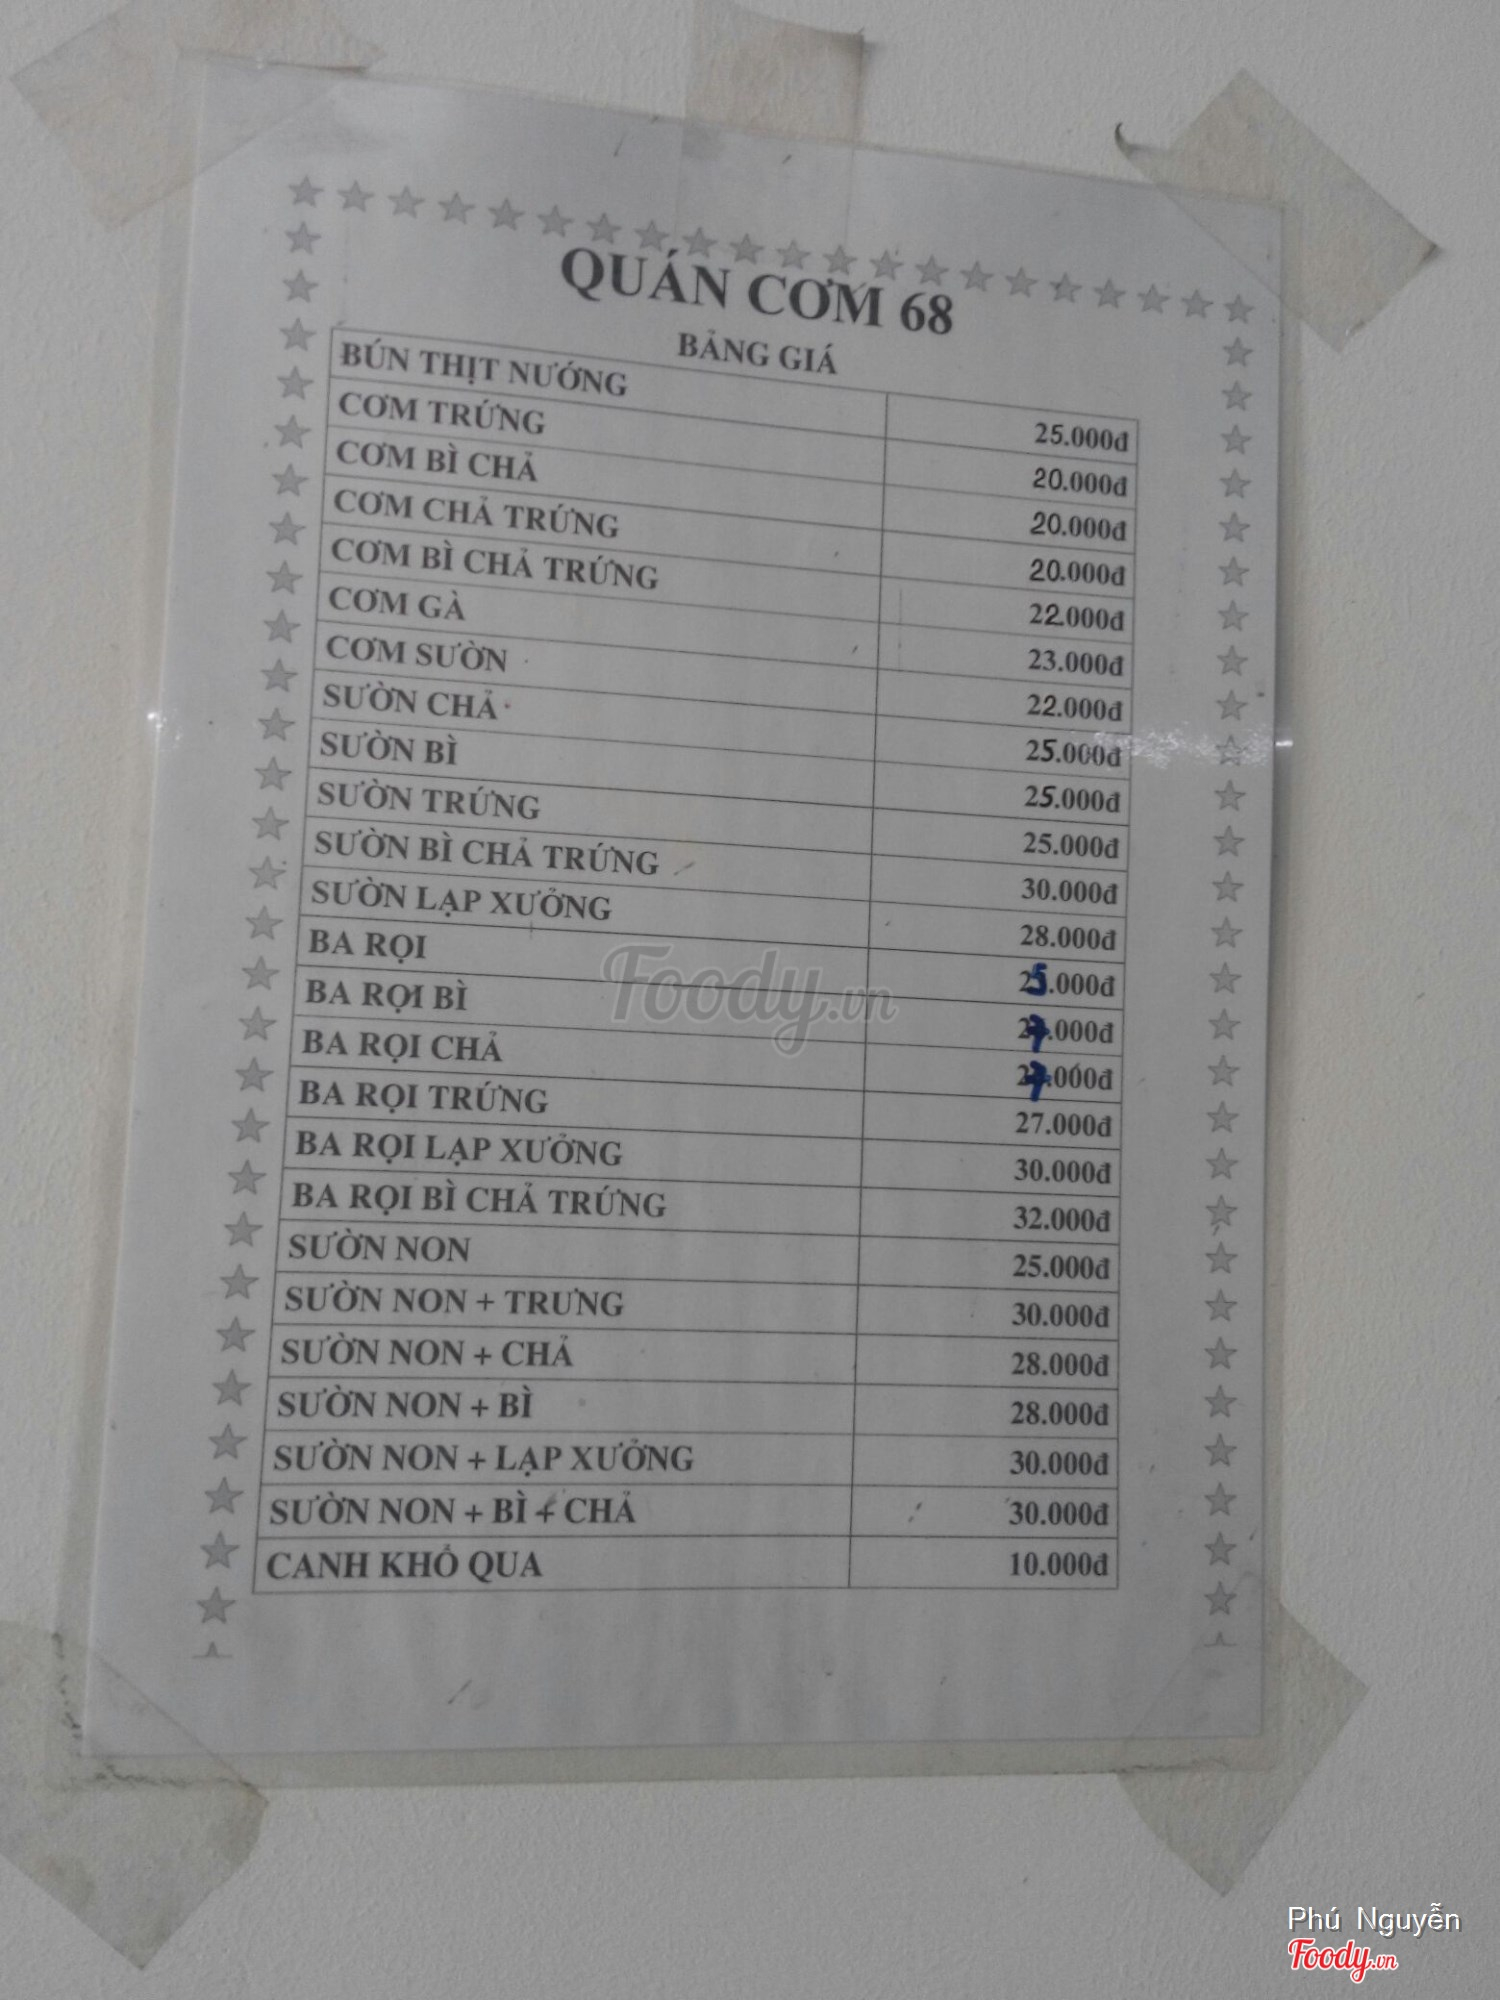 QUÁN CƠM 68
BẢNG GIÁ
BÚN THỊT NƯỚNG 25.000đ
CƠM TRỨNG 20.000đ
CƠM BÌ CHẢ 20.000đ
CƠM CHẢ TRỨNG 20.000đ
CƠM BÌ CHẢ TRỨNG 22.000đ
CƠM GÀ 23.000đ
CƠM SƯỜN 22.000đ
SƯỜN CHẢ 25.000đ
SƯỜN BÌ 25.000đ
SƯỜN TRỨNG 25.000đ
SƯỜN BÌ CHẢ TRỨNG 30.000đ
SƯỜN LẠP XƯỞNG 28.000đ
BA RỌI 25.000đ
BA RỌI BÌ 27.000đ
BA RỌI CHẢ 27.000đ
BA RỌI TRỨNG 27.000đ
BA RỌI LẠP XƯỞNG 30.000đ
BA RỌI BÌ CHẢ TRỨNG 32.000đ
SƯỜN NON 25.000đ
SƯỜN NON + TRƯNG 30.000đ
SƯỜN NON + CHẢ 28.000đ
SƯỜN NON + BÌ 28.000đ
SƯỜN NON + LẠP XƯỞNG 30.000đ
SƯỜN NON + BÌ + CHẢ 30.000đ
CANH KHỔ QUA 10.000đ
Foody.vn
Phú Nguyễn
Foody.vn